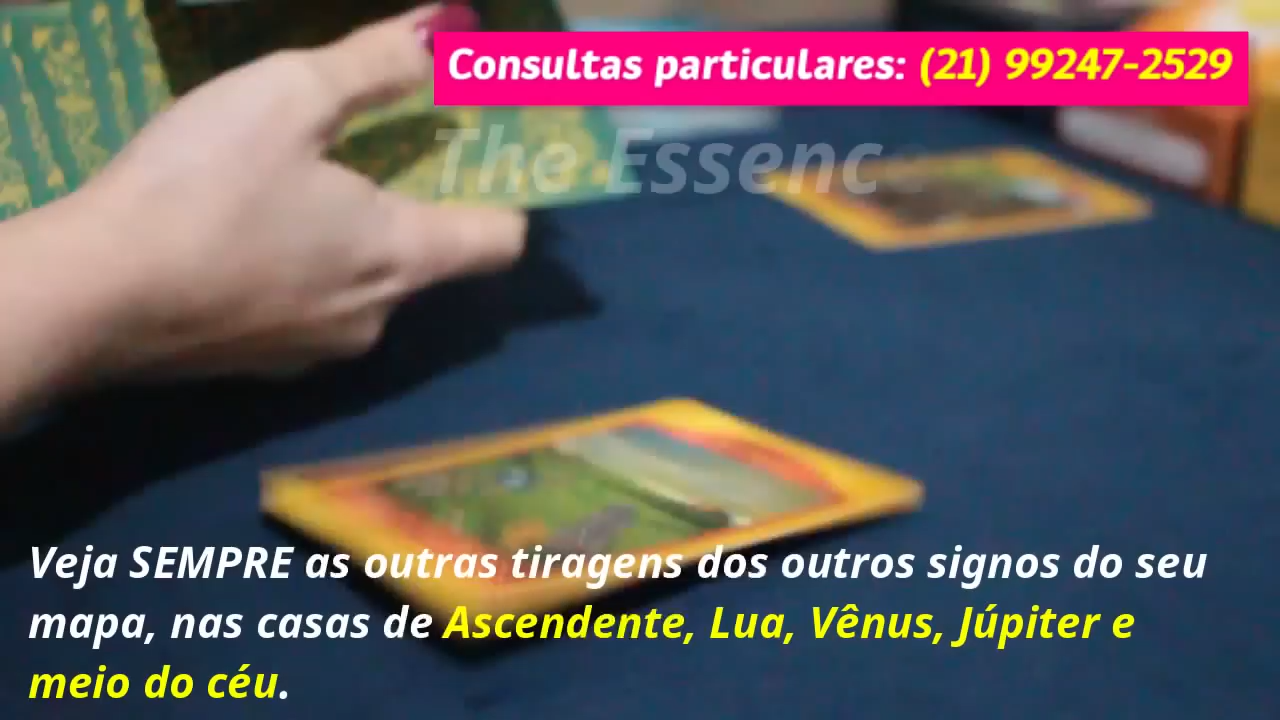 Consultas particulares: (21) 99247-2529
The Essence
Veja SEMPRE as outras tiragens dos outros signos do seu
mapa, nas casas de Ascendente, Lua, Vênus, Júpiter e
meio do céu.